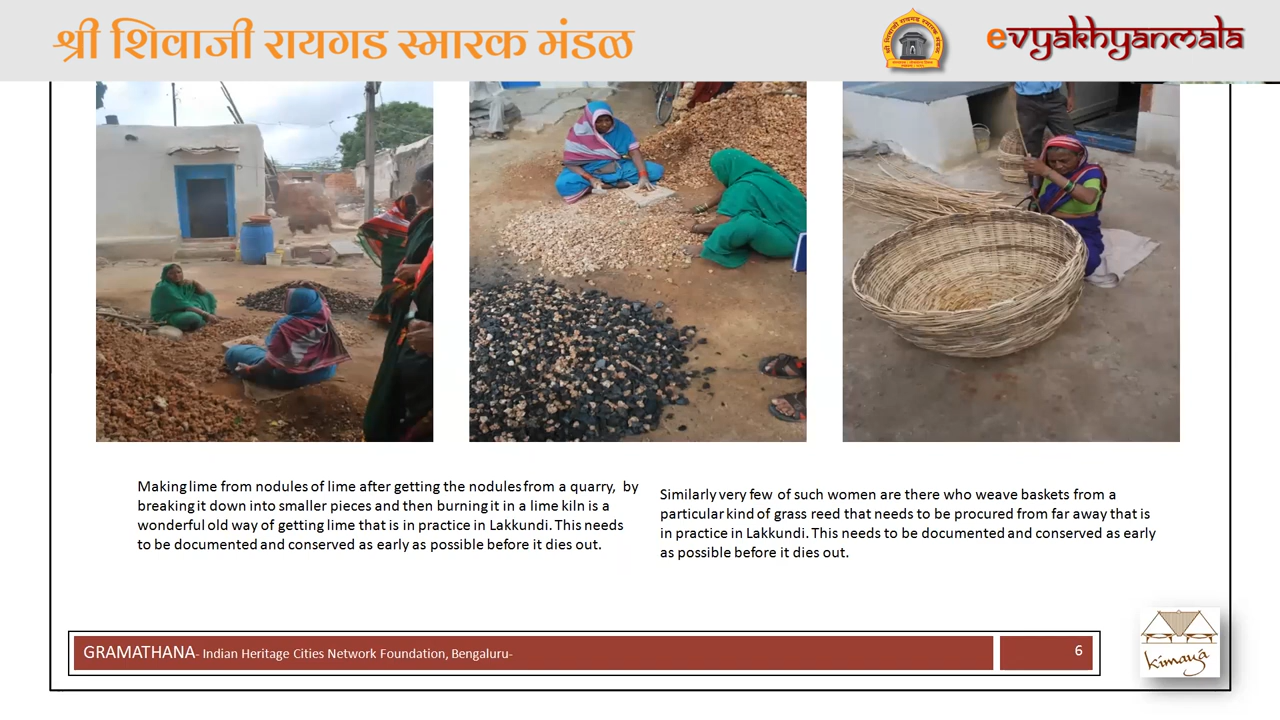 श्री शिवाजी रायगड स्मारक मंडळ
evyakhyanmala
Making lime from nodules of lime after getting the nodules from a quarry, by
breaking it down into smaller pieces and then burning it in a lime kiln is a
wonderful old way of getting lime that is in practice in Lakkundi. This needs
to be documented and conserved as early as possible before it dies out.
Similarly very few of such women are there who weave baskets from a
particular kind of grass reed that needs to be procured from far away that is
in practice in Lakkundi. This needs to be documented and conserved as early
as possible before it dies out.
GRAMATHANA- Indian Heritage Cities Network Foundation, Bengaluru-
6
kimaya